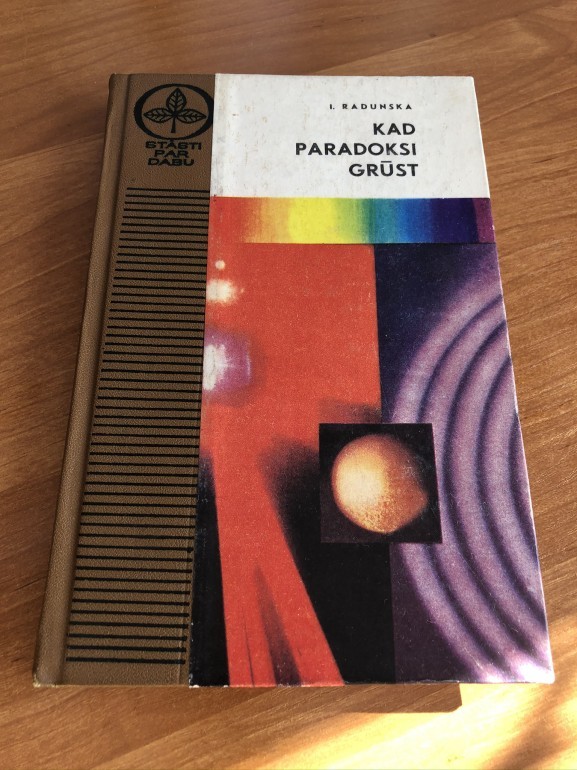 STĀSTI
PAR
DABU
I. RADUNSKA
KAD
PARADOKSI
GRŪST